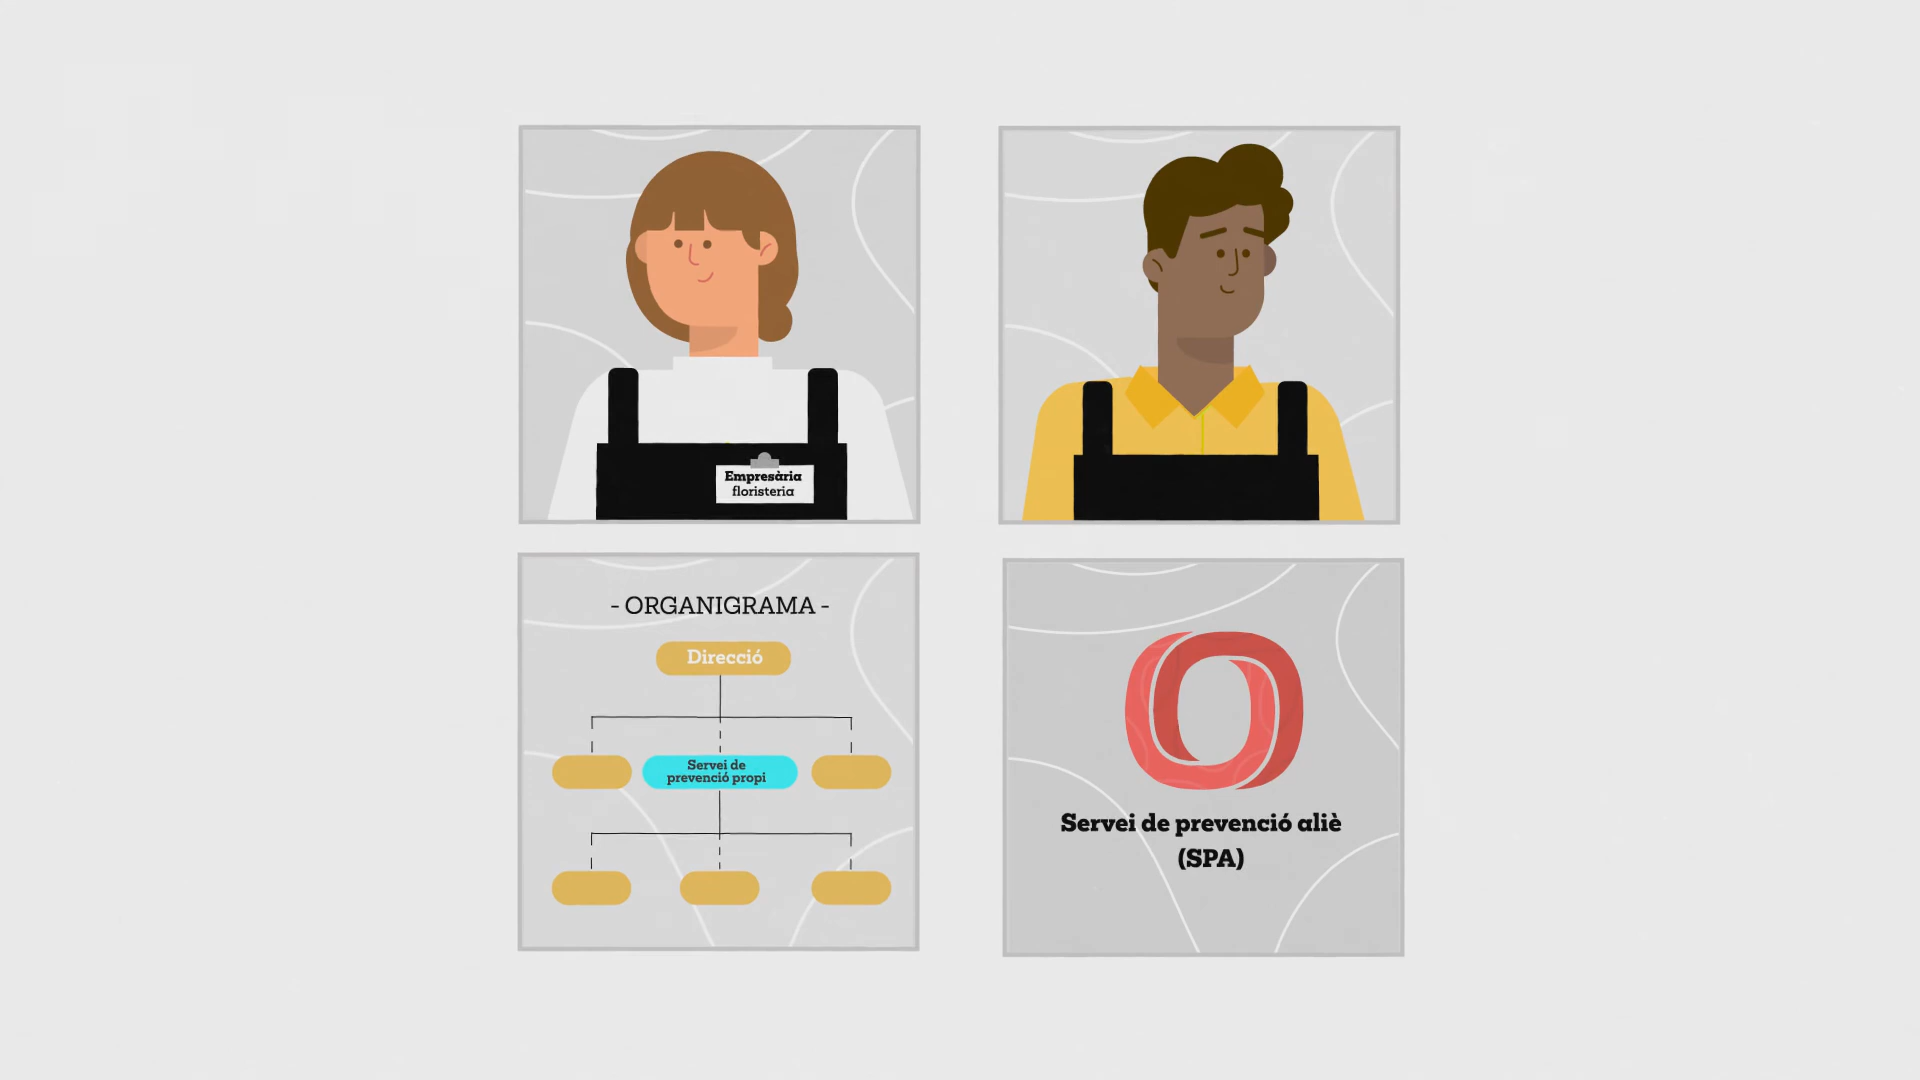 Empresària
floristeria
- ORGANIGRAMA -
Direcció
Servei de
prevenció propi
Servei de prevenció aliè
(SPA)